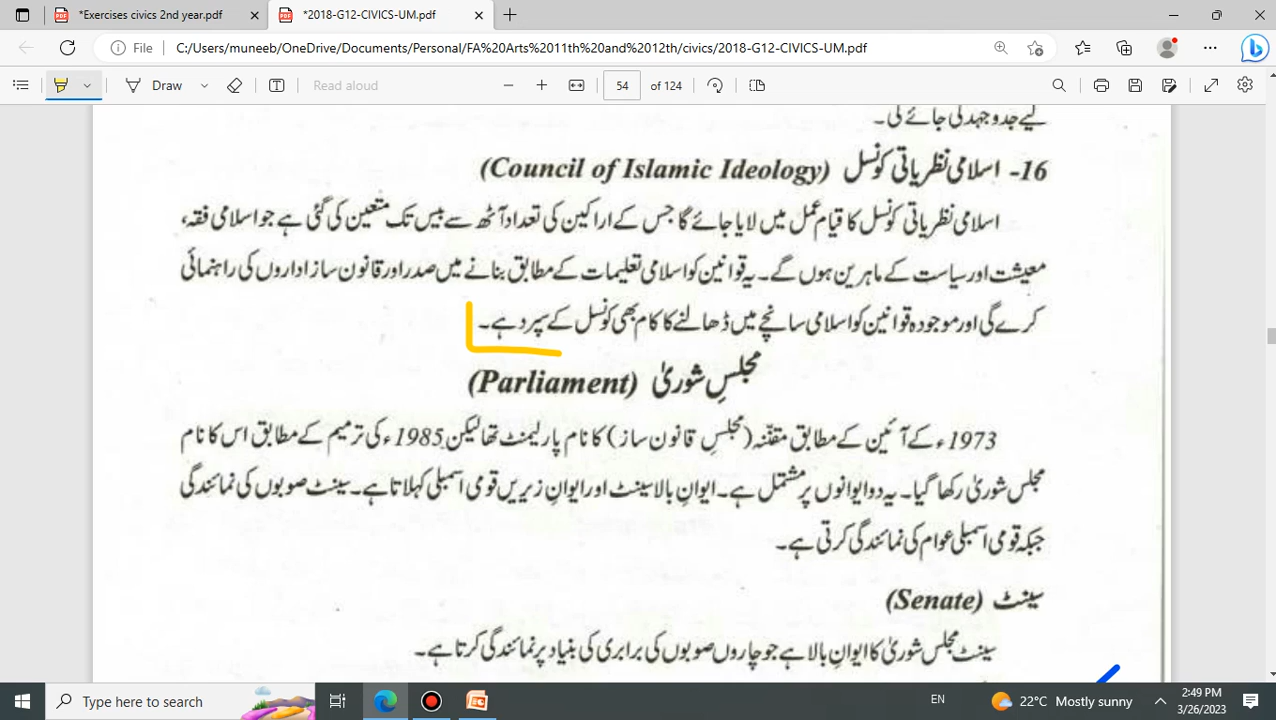 *Exercises civics 2nd year.pdf
*2018-G12-CIVICS-UM.pdf
File
C:/Users/muneeb/OneDrive/Documents/Personal/FA%20Arts%2011th%20and%2012th/civics/2018-G12-CIVICS-UM.pdf
Draw
Read aloud
54 of 124
لیے جدوجہد کی جائے گی۔
16- اسلامی نظریاتی کونسل (Council of Islamic Ideology)
اسلامی نظریاتی کونسل کا قیام عمل میں لایا جائے گا جس کے اراکین کی تعداد آٹھ سے بیس تک متعین کی گئی ہے جو اسلامی فقہ،
معیشت اور سیاست کے ماہرین ہوں گے۔ یہ قوانین کو اسلامی تعلیمات کے مطابق بنانے میں صدر اور قانون ساز اداروں کی راہنمائی
کرے گی اور موجودہ قوانین کو اسلامی سانچے میں ڈھالنے کا کام بھی کونسل کے سپرد ہے۔
مجلسِ شوریٰ (Parliament)
1973ء کے آئین کے مطابق مقننہ (مجلسِ قانون ساز) کا نام پارلیمنٹ تھا لیکن 1985ء کی ترمیم کے مطابق اس کا نام
مجلس شوریٰ رکھا گیا۔ یہ دو ایوانوں پر مشتمل ہے۔ ایوانِ بالا سینٹ اور ایوانِ زیریں قومی اسمبلی کہلاتا ہے۔ سینٹ صوبوں کی نمائندگی
جبکہ قومی اسمبلی عوام کی نمائندگی کرتی ہے۔
سینٹ (Senate)
سینٹ مجلس شوریٰ کا ایوانِ بالا ہے جو چاروں صوبوں کی برابری کی بنیاد پر نمائندگی کرتا ہے۔
Type here to search
EN
22°C Mostly sunny
2:49 PM
3/26/2023